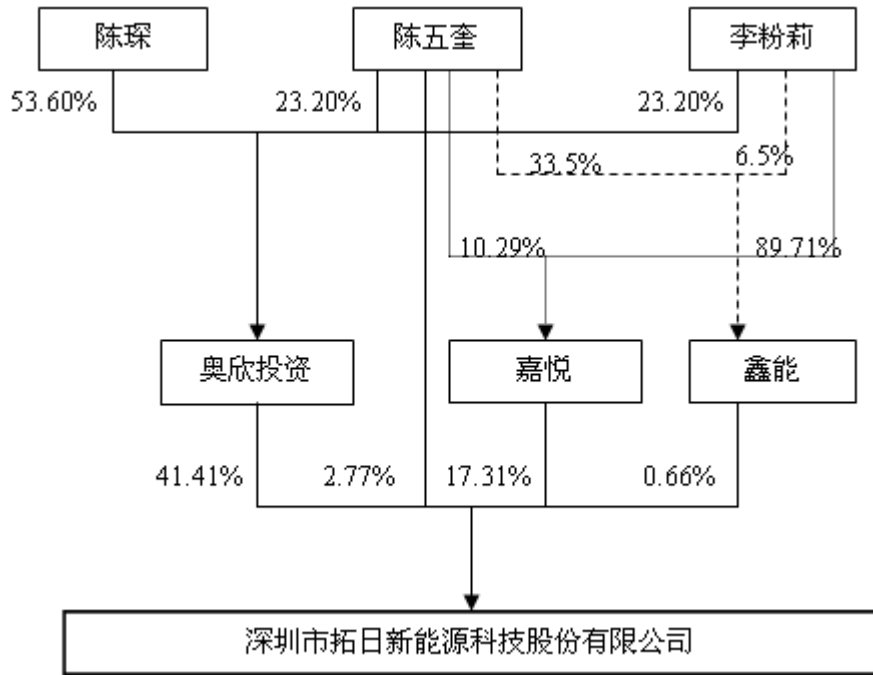 陈琛 陈五奎 李粉莉
53.60% 23.20% 23.20%
33.5% 6.5%
10.29% 89.71%
奥欣投资 嘉悦 鑫能
41.41% 2.77% 17.31% 0.66%
深圳市拓日新能源科技股份有限公司